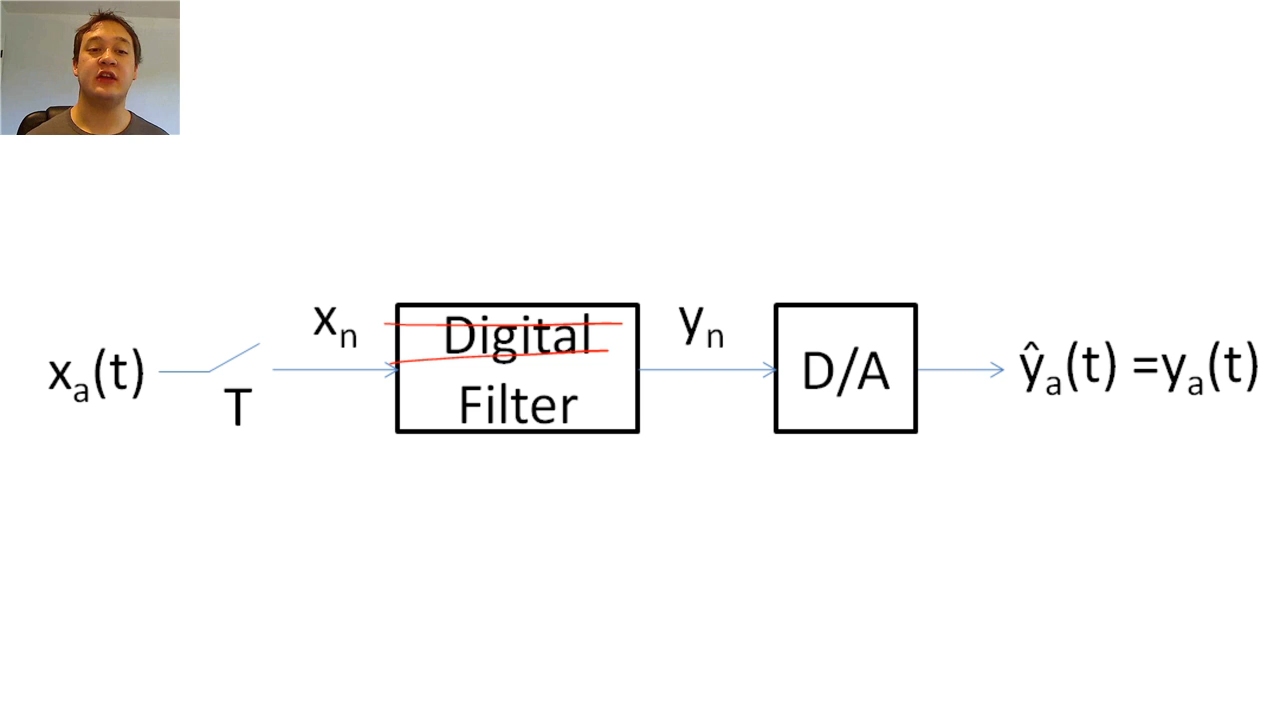 xₐ(t)
T
xₙ
Digital
Filter
yₙ
D/A
ŷₐ(t) =yₐ(t)